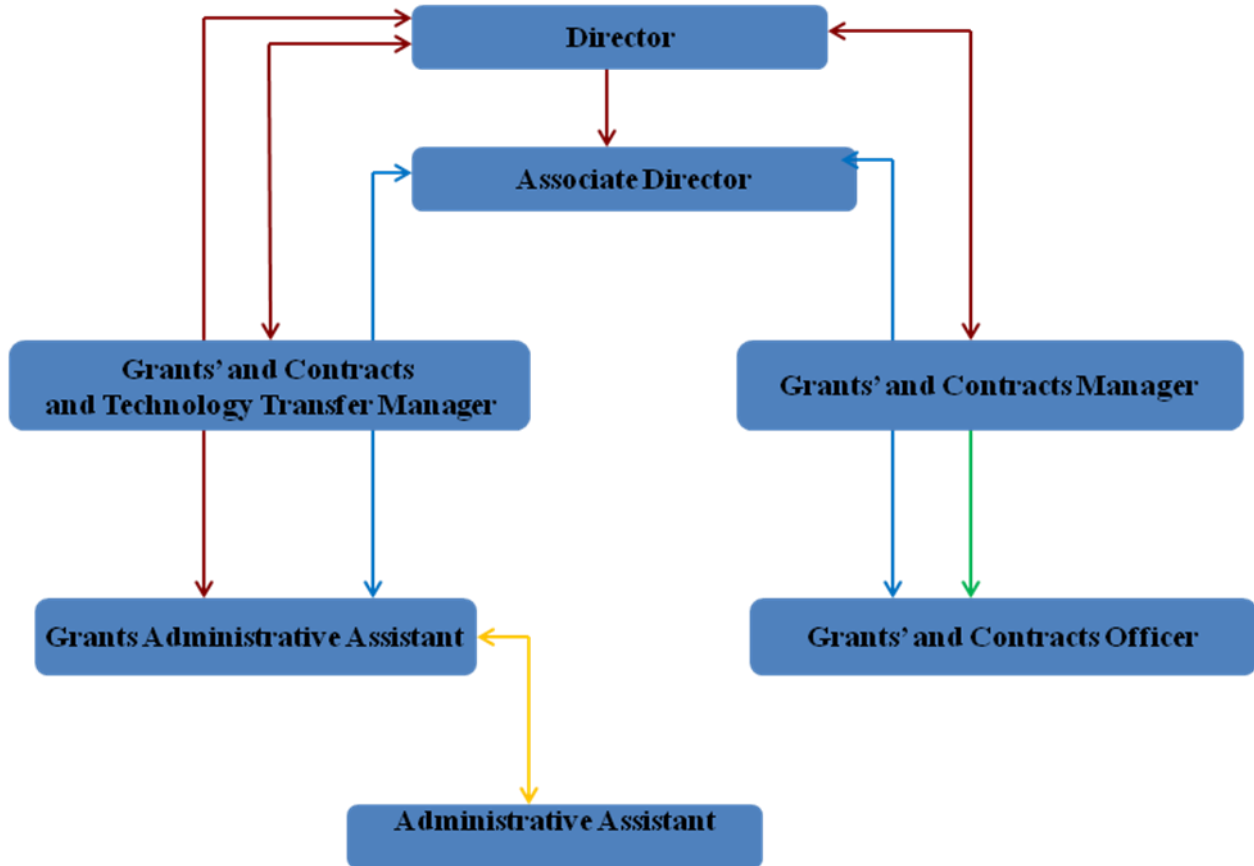 Director
Associate Director
Grants’ and Contracts
and Technology Transfer Manager
Grants’ and Contracts Manager
Grants Administrative Assistant
Grants’ and Contracts Officer
Administrative Assistant